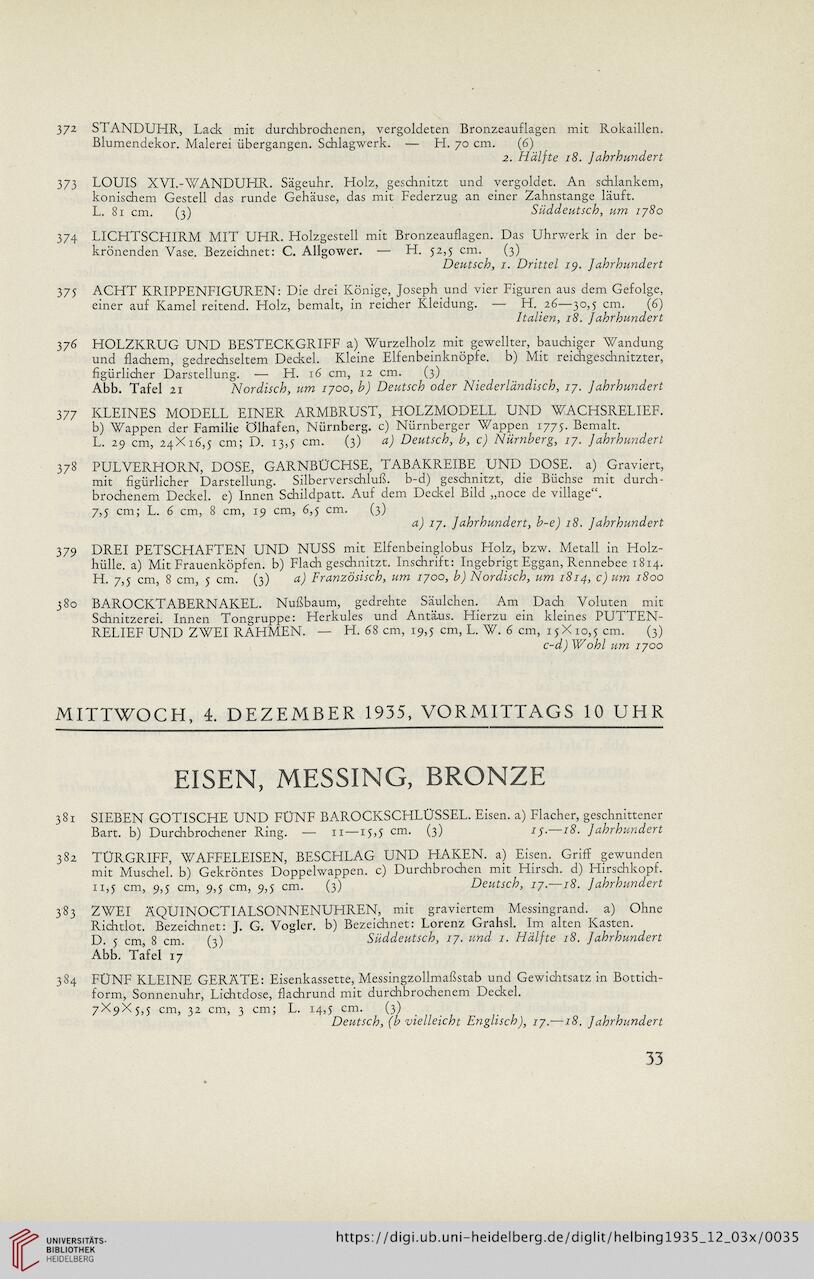 372 STANDUHR, Lack mit durchbrochenen, vergoldeten Bronzeauflagen mit Rokaillen.
Blumendekor. Malerei übergangen. Schlagwerk. — H. 70 cm. (6)
2. Hälfte 18. Jahrhundert
373 LOUIS XVI.-WANDUHR. Sägeuhr. Holz, geschnitzt und vergoldet. An schlankem,
konischem Gestell das runde Gehäuse, das mit Federzug an einer Zahnstange läuft.
L. 81 cm. (3) Süddeutsch, um 1780
374 LICHTSCHIRM MIT UHR. Holzgestell mit Bronzeauflagen. Das Uhrwerk in der be-
krönenden Vase. Bezeichnet: C. Allgower. — H. 52,5 cm. (3)
Deutsch, 1. Drittel 19. Jahrhundert
375 ACHT KRIPPENFIGUREN: Die drei Könige, Joseph und vier Figuren aus dem Gefolge,
einer auf Kamel reitend. Holz, bemalt, in reicher Kleidung. — H. 26—30,5 cm. (6)
Italien, 18. Jahrhundert
376 HOLZKRUG UND BESTECKGRIFF a) Wurzelholz mit gewellter, bauchiger Wandung
und flachem, gedrechseltem Deckel. Kleine Elfenbeinknöpfe. b) Mit reichgeschnitzter,
figürlicher Darstellung. — H. 16 cm, 12 cm. (3)
Abb. Tafel 21 Nordisch, um 1700, b) Deutsch oder Niederländisch, 17. Jahrhundert
377 KLEINES MODELL EINER ARMBRUST, HOLZMODELL UND WACHSRELIEF.
b) Wappen der Familie Ölhafen, Nürnberg. c) Nürnberger Wappen 1775. Bemalt.
L. 29 cm, 24X16,5 cm; D. 13,5 cm. (3) a) Deutsch, b, c) Nürnberg, 17. Jahrhundert
378 PULVERHORN, DOSE, GARNBÜCHSE, TABAKREIBE UND DOSE. a) Graviert,
mit figürlicher Darstellung. Silberverschluß. b-d) geschnitzt, die Büchse mit durch-
brochenem Deckel. e) Innen Schildpatt. Auf dem Deckel Bild „noce de village“.
7,5 cm; L. 6 cm, 8 cm, 19 cm, 6,5 cm. (3)
a) 17. Jahrhundert, b-e) 18. Jahrhundert
379 DREI PETSCHAFTEN UND NUSS mit Elfenbeinglobus Holz, bzw. Metall in Holz-
hülle. a) Mit Frauenköpfen. b) Flach geschnitzt. Inschrift: Ingebrigt Eggan, Rennebee 1814.
H. 7,5 cm, 8 cm, 5 cm. (3) a) Französisch, um 1700, b) Nordisch, um 1814, c) um 1800
380 BAROCKTABERNAKEL. Nußbaum, gedrehte Säulchen. Am Dach Voluten mit
Schnitzerei. Innen Tongruppe: Herkules und Antäus. Hierzu ein kleines PUTTEN-
RELIEF UND ZWEI RAHMEN. — H. 68 cm, 19,5 cm, L. W. 6 cm, 15X10,5 cm. (3)
c-d) Wohl um 1700
MITTWOCH, 4. DEZEMBER 1935, VORMITTAGS 10 UHR
EISEN, MESSING, BRONZE
381 SIEBEN GOTISCHE UND FÜNF BAROCKSCHLÜSSEL. Eisen. a) Flacher, geschnittener
Bart. b) Durchbrochener Ring. — 11—15,5 cm. (3) 15.—18. Jahrhundert
382 TÜRGRIFF, WAFFELEISEN, BESCHLAG UND HAKEN. a) Eisen. Griff gewunden
mit Muschel. b) Gekröntes Doppelwappen. c) Durchbrochen mit Hirsch. d) Hirschkopf.
11,5 cm, 9,5 cm, 9,5 cm, 9,5 cm. (3) Deutsch, 17.—18. Jahrhundert
383 ZWEI ÄQUINOCTIALSONNENUHREN, mit graviertem Messingrand. a) Ohne
Richtlot. Bezeichnet: J. G. Vogler. b) Bezeichnet: Lorenz Grahsl. Im alten Kasten.
D. 5 cm, 8 cm. (3) Süddeutsch, 17. und 1. Hälfte 18. Jahrhundert
Abb. Tafel 17
384 FÜNF KLEINE GERÄTE: Eisenkassette, Messingzollmaßstab und Gewichtsatz in Bottich-
form, Sonnenuhr, Lichtdose, flachrund mit durchbrochenem Deckel.
7X9X5,5 cm, 32 cm, 3 cm; L. 14,5 cm. (3)
Deutsch, (b vielleicht Englisch), 17.—18. Jahrhundert
33
UNIVERSITÄTS-
BIBLIOTHEK
HEIDELBERG
https://digi.ub.uni-heidelberg.de/diglit/helbing1935_12_03x/0035